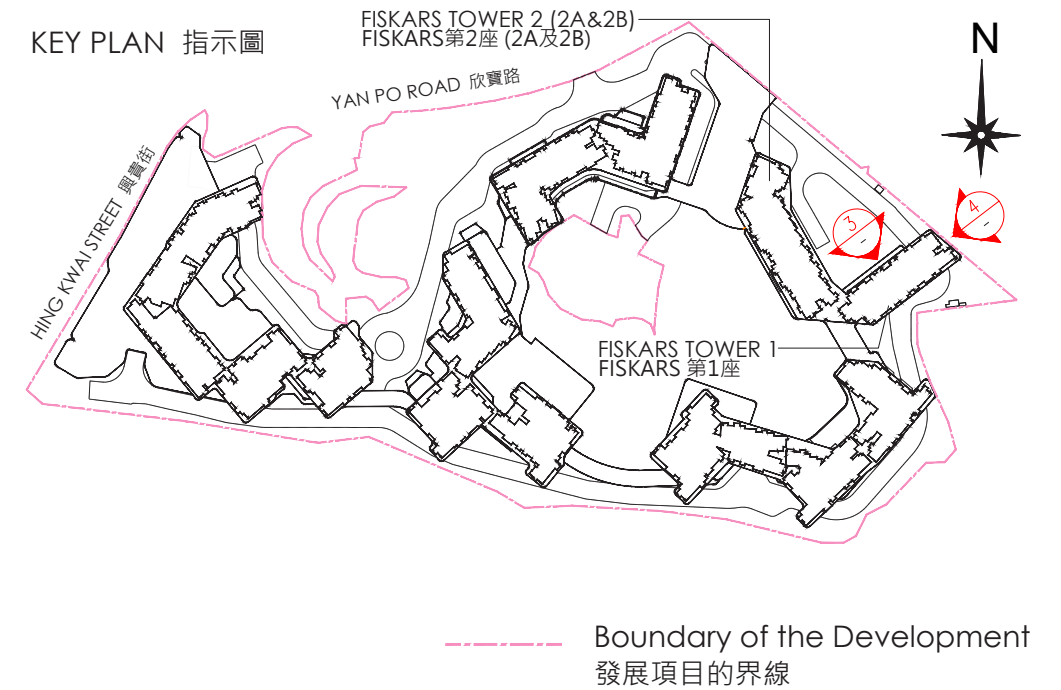 KEY PLAN 指示圖
FISKARS TOWER 2 (2A&2B)
FISKARS第2座 (2A及2B)
N
YAN PO ROAD 欣寶路
HING KWAI STREET 興貴街
3
-
4
-
FISKARS TOWER 1
FISKARS 第1座
Boundary of the Development
發展項目的界線